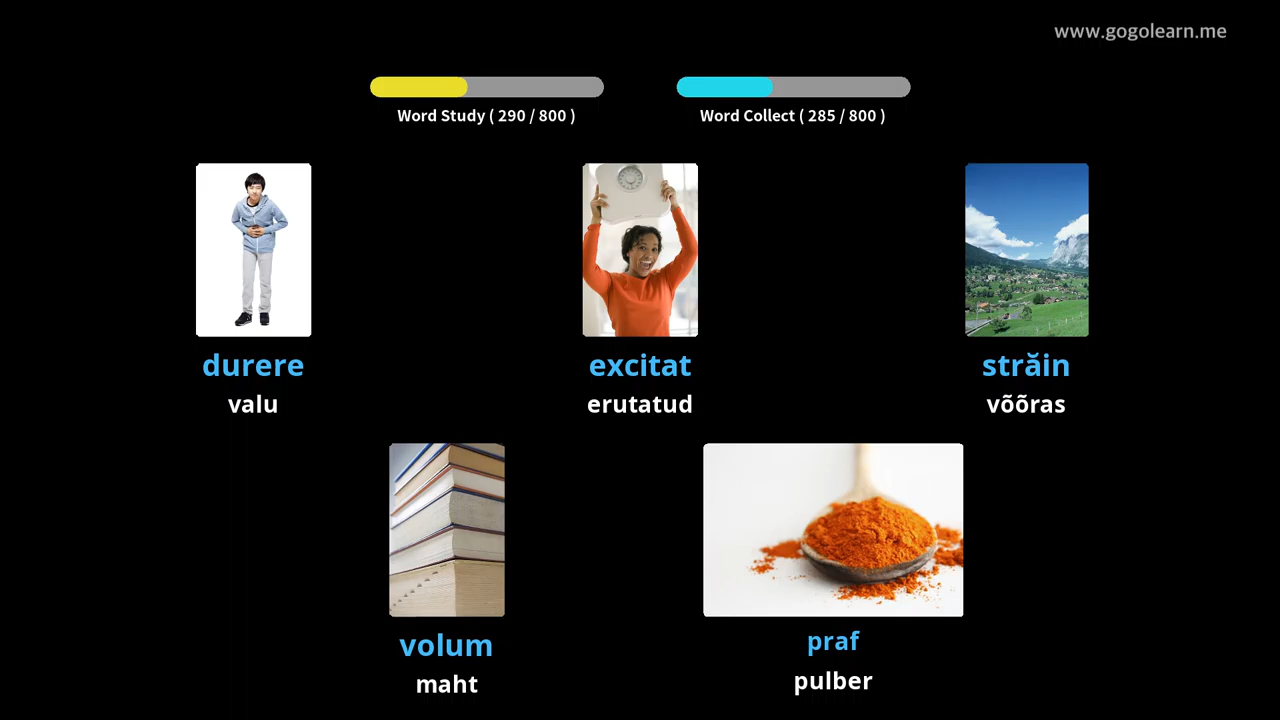 www.gogolearn.me
Word Study ( 290 / 800 )
Word Collect ( 285 / 800 )
durere
valu
excitat
erutatud
străin
võõras
volum
maht
praf
pulber